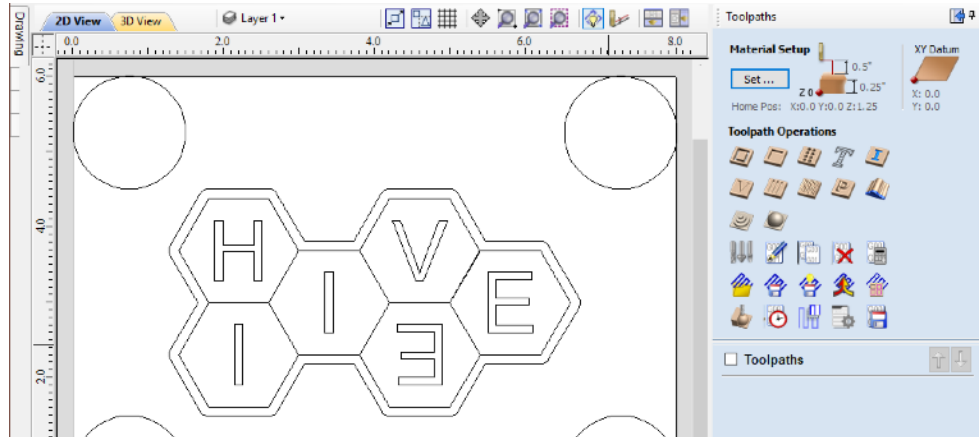 Drawing
2D View 3D View Layer 1
0.0 2.0 4.0 6.0 8.0
6.0
4.0
2.0
H V
I E
I Ǝ
Toolpaths
Material Setup
Set ...
0.5"
Z 0
0.25"
Home Pos: X:0.0 Y:0.0 Z:1.25
XY Datum
X: 0.0
Y: 0.0
Toolpath Operations
Toolpaths